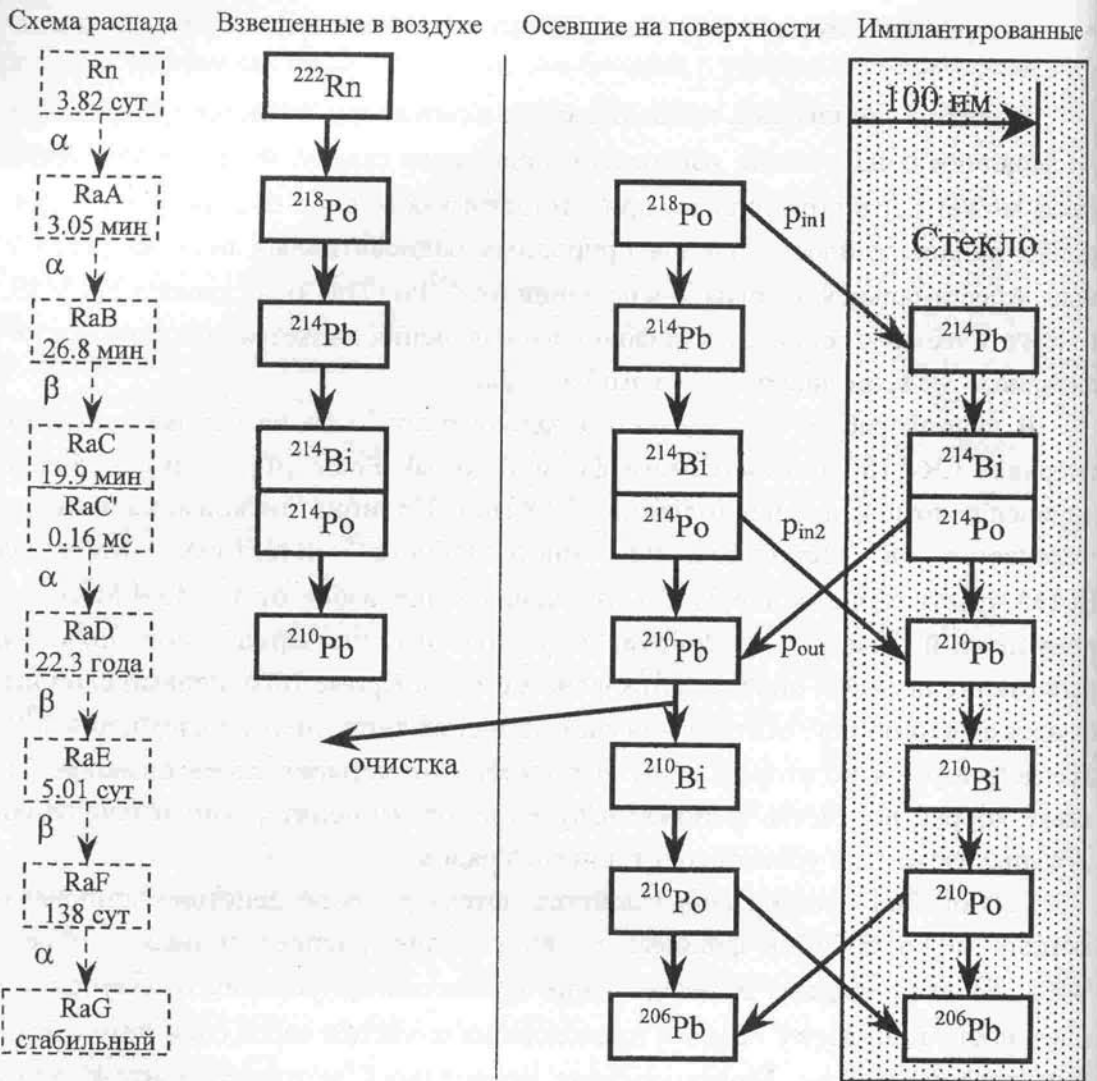 Схема распада
Взвешенные в воздухе
Осевшие на поверхности
Имплантированные
Rn
3.82 сут
α
RaA
3.05 мин
α
RaB
26.8 мин
β
RaC
19.9 мин
RaC'
0.16 мс
α
RaD
22.3 года
β
RaE
5.01 сут
β
RaF
138 сут
α
RaG
стабильный
²²²Rn
²¹⁸Po
²¹⁴Pb
²¹⁴Bi
²¹⁴Po
²¹⁰Pb
очистка
²¹⁸Po
²¹⁴Pb
²¹⁴Bi
²¹⁴Po
²¹⁰Pb
²¹⁰Bi
²¹⁰Po
²⁰⁶Pb
p_in1
p_in2
p_out
100 нм
Стекло
²¹⁴Pb
²¹⁴Bi
²¹⁴Po
²¹⁰Pb
²¹⁰Bi
²¹⁰Po
²⁰⁶Pb